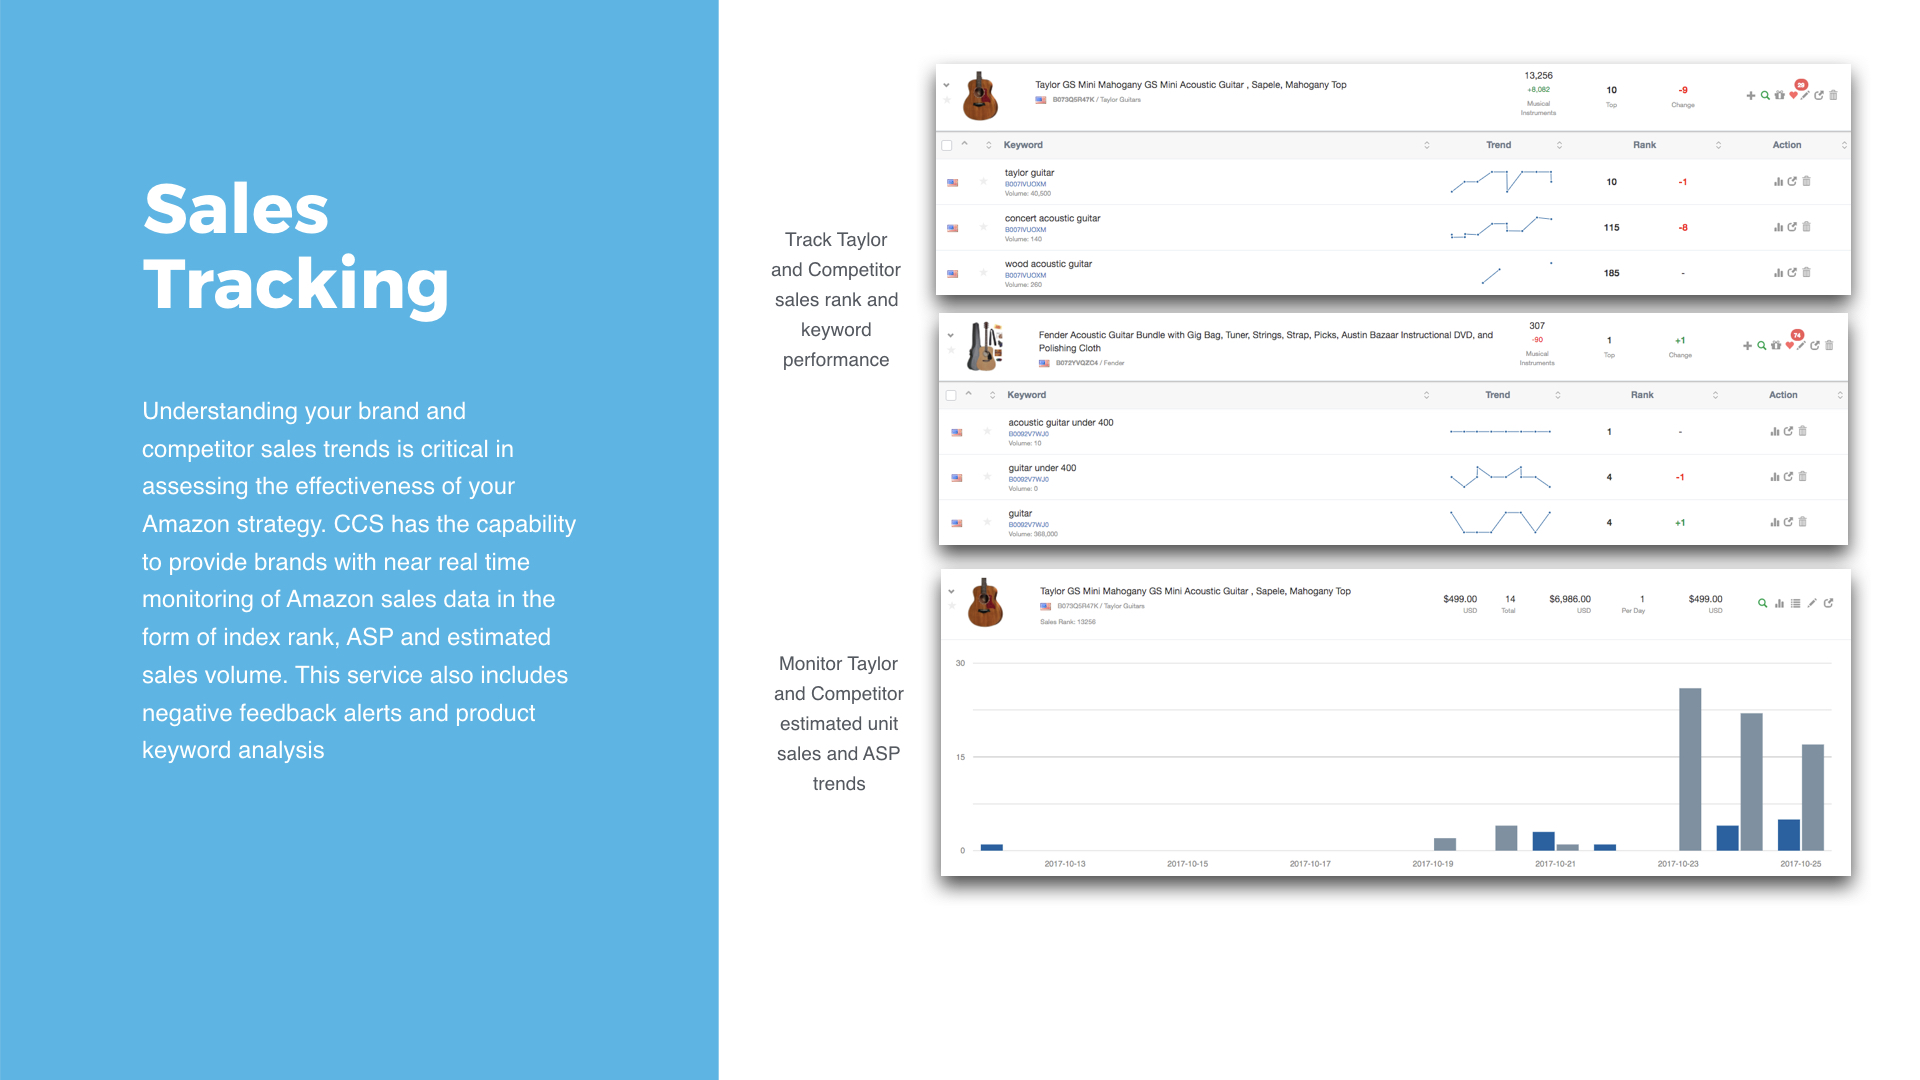 Sales
Tracking
Understanding your brand and
competitor sales trends is critical in
assessing the effectiveness of your
Amazon strategy. CCS has the capability
to provide brands with near real time
monitoring of Amazon sales data in the
form of index rank, ASP and estimated
sales volume. This service also includes
negative feedback alerts and product
keyword analysis
Track Taylor
and Competitor
sales rank and
keyword
performance
Taylor GS Mini Mahogany GS Mini Acoustic Guitar , Sapele, Mahogany Top
B073Q5R47K / Taylor Guitars
13,256
+8,082
Musical
Instruments
10
Top
-9
Change
29
Keyword Trend Rank Action
taylor guitar
B007IVUOXM
Volume: 40,500
10 -1
concert acoustic guitar
B007IVUOXM
Volume: 140
115 -8
wood acoustic guitar
B007IVUOXM
Volume: 260
185 -
Fender Acoustic Guitar Bundle with Gig Bag, Tuner, Strings, Strap, Picks, Austin Bazaar Instructional DVD, and
Polishing Cloth
B072YVQZC4 / Fender
307
-90
Musical
Instruments
1
Top
+1
Change
74
Keyword Trend Rank Action
acoustic guitar under 400
B0092V7WJ0
Volume: 10
1 -
guitar under 400
B0092V7WJ0
Volume: 0
4 -1
guitar
B0092V7WJ0
Volume: 368,000
4 +1
Monitor Taylor
and Competitor
estimated unit
sales and ASP
trends
Taylor GS Mini Mahogany GS Mini Acoustic Guitar , Sapele, Mahogany Top
B073Q5R47K / Taylor Guitars
Sales Rank: 13256
$499.00
USD
14
Total
$6,986.00
USD
1
Per Day
$499.00
USD
30
15
0
2017-10-13 2017-10-15 2017-10-17 2017-10-19 2017-10-21 2017-10-23 2017-10-25